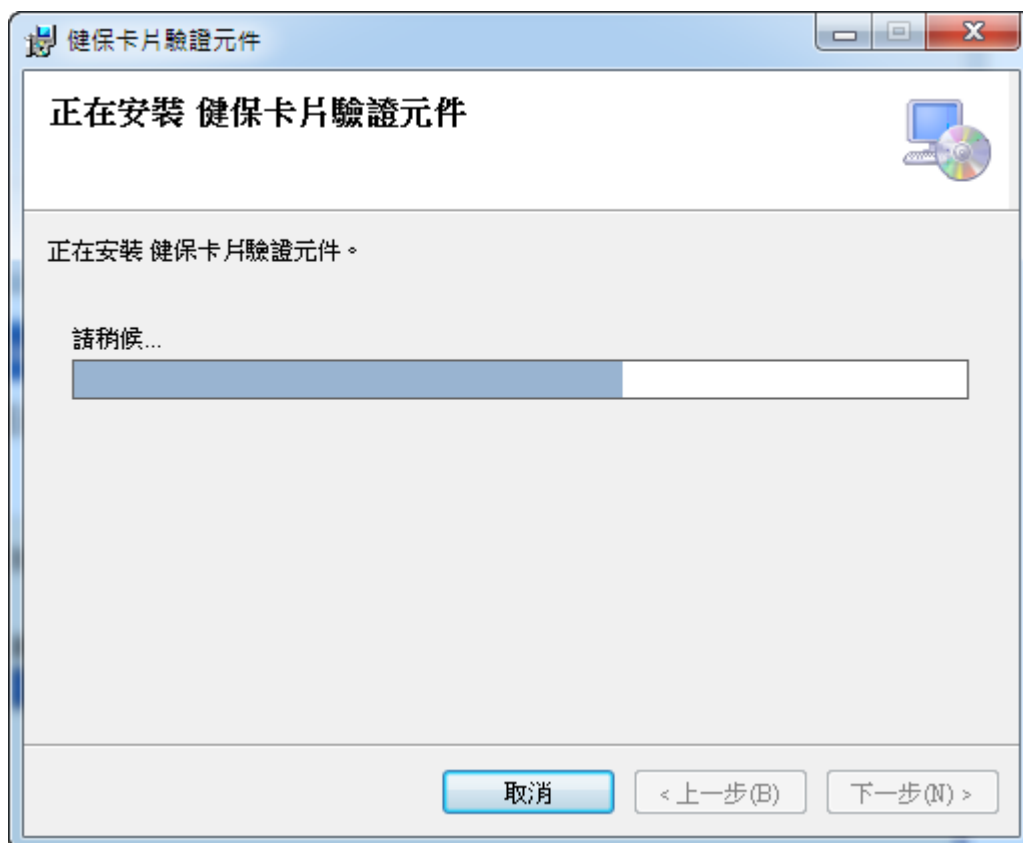 健保卡片驗證元件
正在安裝 健保卡片驗證元件
正在安裝 健保卡片驗證元件。
請稍候...
取消
< 上一步(B)
下一步(N) >